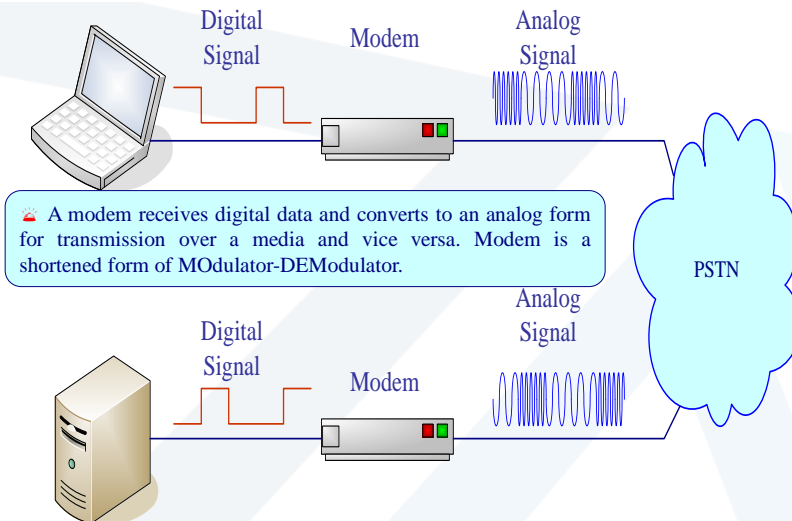 Digital
Signal
Modem
Analog
Signal
A modem receives digital data and converts to an analog form
for transmission over a media and vice versa. Modem is a
shortened form of MOdulator-DEModulator.
PSTN
Digital
Signal
Modem
Analog
Signal